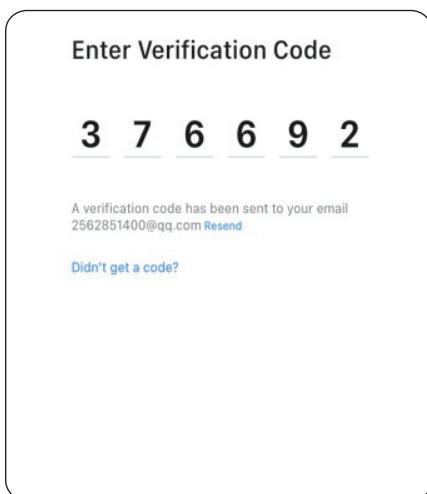 Enter Verification Code
3 7 6 6 9 2
A verification code has been sent to your email
2562851400@qq.com Resend
Didn't get a code?